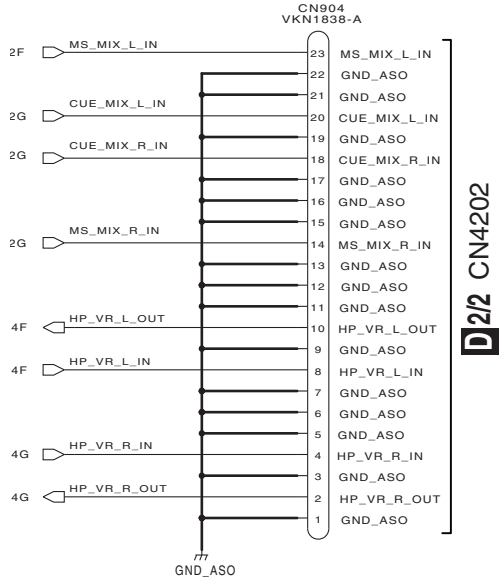 CN904
VKN1838-A
2F MS_MIX_L_IN 23 MS_MIX_L_IN
22 GND_ASO
21 GND_ASO
2G CUE_MIX_L_IN 20 CUE_MIX_L_IN
19 GND_ASO
2G CUE_MIX_R_IN 18 CUE_MIX_R_IN
17 GND_ASO
16 GND_ASO
15 GND_ASO
2G MS_MIX_R_IN 14 MS_MIX_R_IN
13 GND_ASO
12 GND_ASO
11 GND_ASO
4F HP_VR_L_OUT 10 HP_VR_L_OUT
9 GND_ASO
4F HP_VR_L_IN 8 HP_VR_L_IN
7 GND_ASO
6 GND_ASO
5 GND_ASO
4G HP_VR_R_IN 4 HP_VR_R_IN
3 GND_ASO
4G HP_VR_R_OUT 2 HP_VR_R_OUT
1 GND_ASO
GND_ASO
D 2/2 CN4202